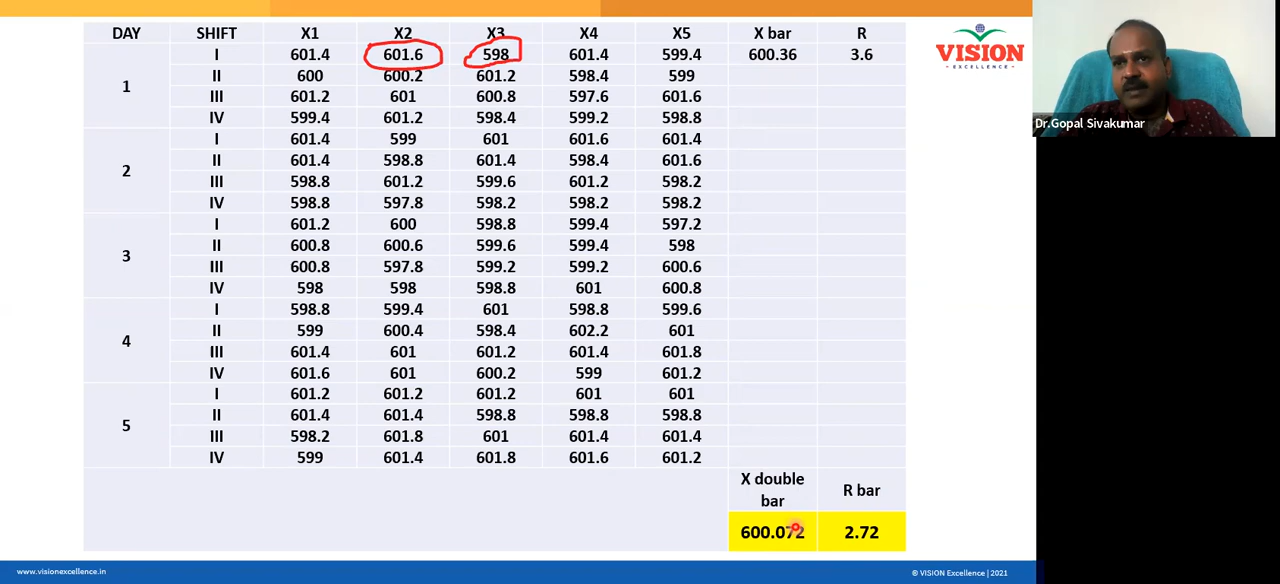 DAY SHIFT X1 X2 X3 X4 X5 X bar R
1 I 601.4 601.6 598 601.4 599.4 600.36 3.6
II 600 600.2 601.2 598.4 599
III 601.2 601 600.8 597.6 601.6
IV 599.4 601.2 598.4 599.2 598.8
2 I 601.4 599 601 601.6 601.4
II 601.4 598.8 601.4 598.4 601.6
III 598.8 601.2 599.6 601.2 598.2
IV 598.8 597.8 598.2 598.2 598.2
3 I 601.2 600 598.8 599.4 597.2
II 600.8 600.6 599.6 599.4 598
III 600.8 597.8 599.2 599.2 600.6
IV 598 598 598.8 601 600.8
4 I 598.8 599.4 601 598.8 599.6
II 599 600.4 598.4 602.2 601
III 601.4 601 601.2 601.4 601.8
IV 601.6 601 600.2 599 601.2
5 I 601.2 601.2 601.2 601 601
II 601.4 601.4 598.8 598.8 598.8
III 598.2 601.8 601 601.4 601.4
IV 599 601.4 601.8 601.6 601.2
X double bar R bar
600.072 2.72
VISION
EXCELLENCE
Dr.Gopal Sivakumar
www.visionexcellence.in
© VISION Excellence | 2021